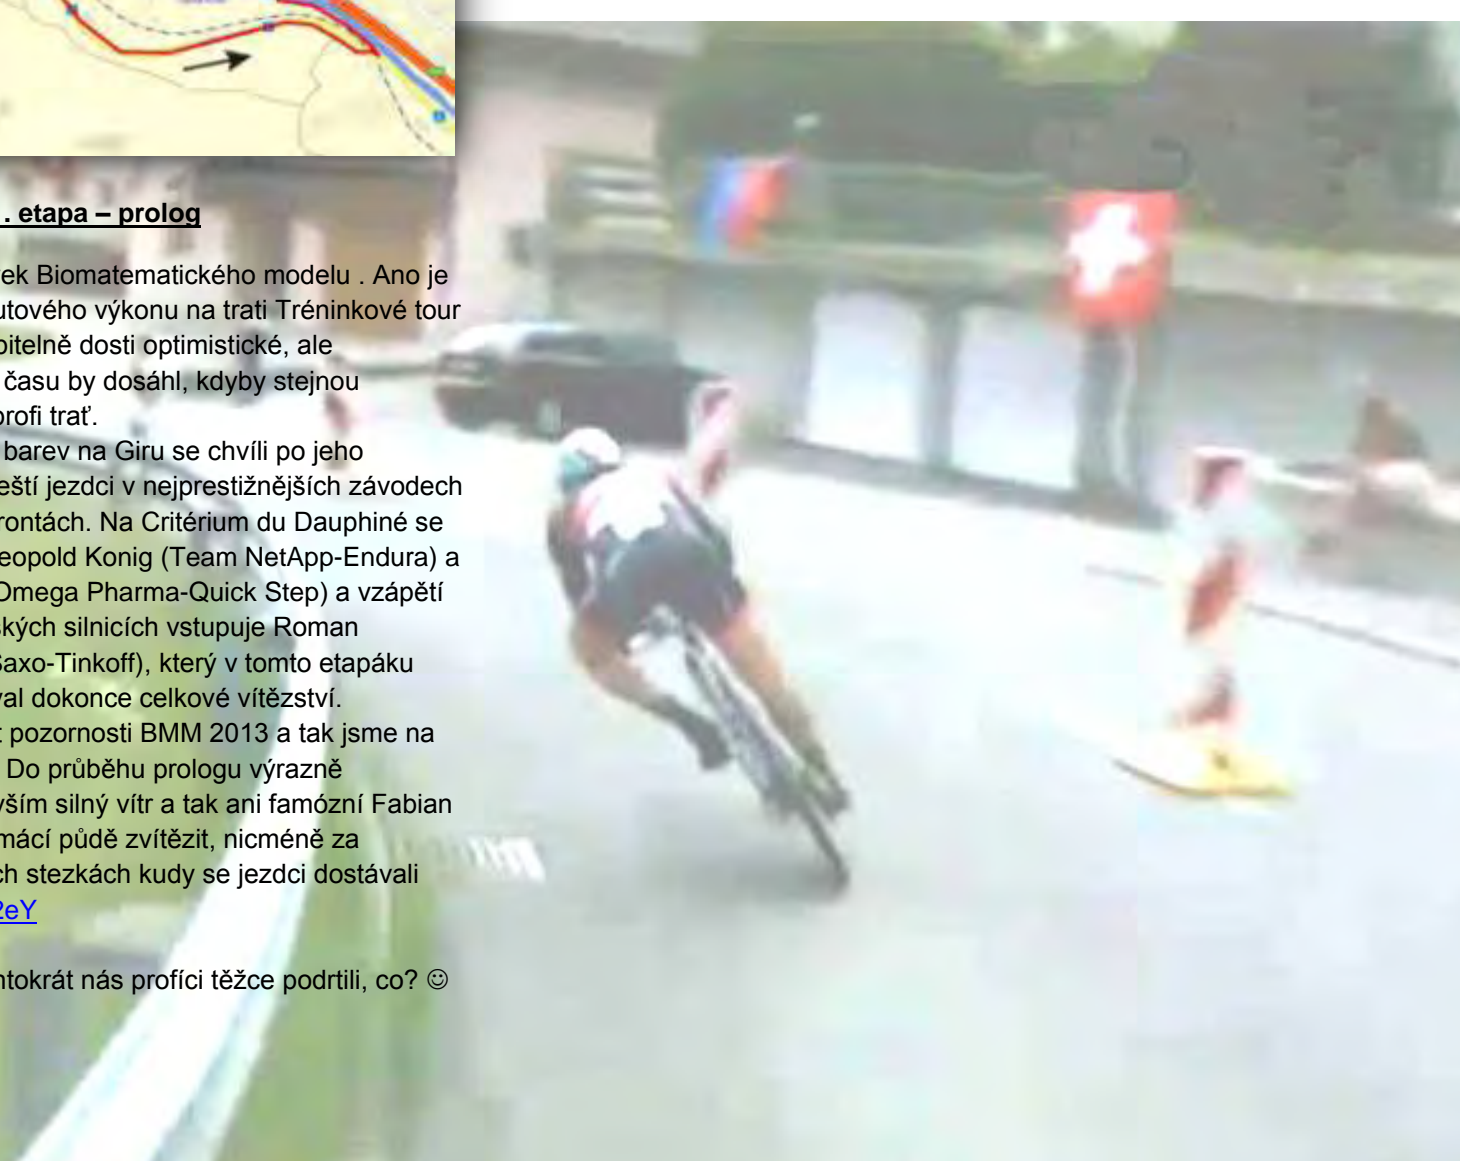 . etapa – prolog
ek Biomatematického modelu . Ano je
utového výkonu na trati Tréninkové tour
bitelně dosti optimistické, ale
času by dosáhl, kdyby stejnou
profi trať.
barev na Giru se chvíli po jeho
eští jezdci v nejprestižnějších závodech
rontách. Na Critérium du Dauphiné se
eopold Konig (Team NetApp-Endura) a
Omega Pharma-Quick Step) a vzápětí
ských silnicích vstupuje Roman
Saxo-Tinkoff), který v tomto etapáku
val dokonce celkové vítězství.
t pozornosti BMM 2013 a tak jsme na
Do průběhu prologu výrazně
vším silný vítr a tak ani famózní Fabian
mácí půdě zvítězit, nicméně za
ch stezkách kudy se jezdci dostávali
2eY
ntokrát nás profíci těžce podrtili, co? ☺